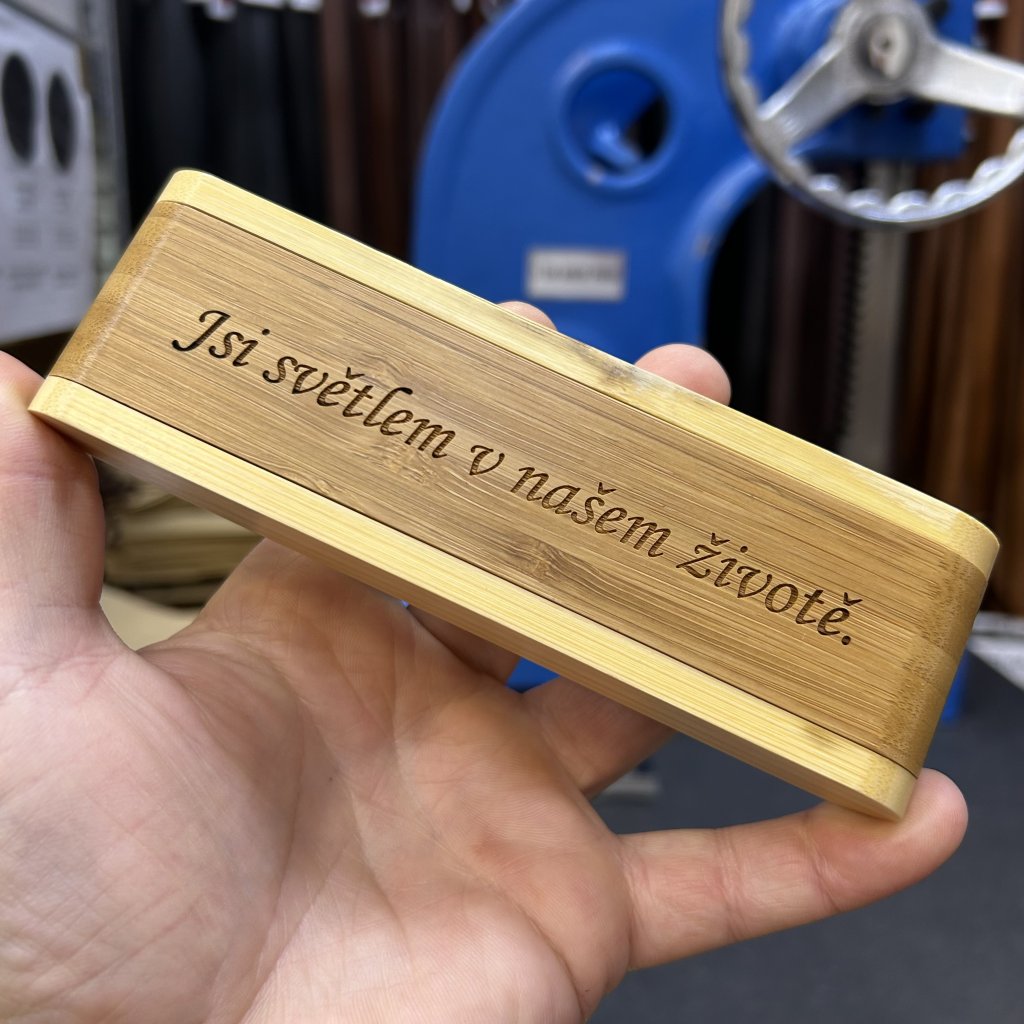 Jsi světlem v našem životě.